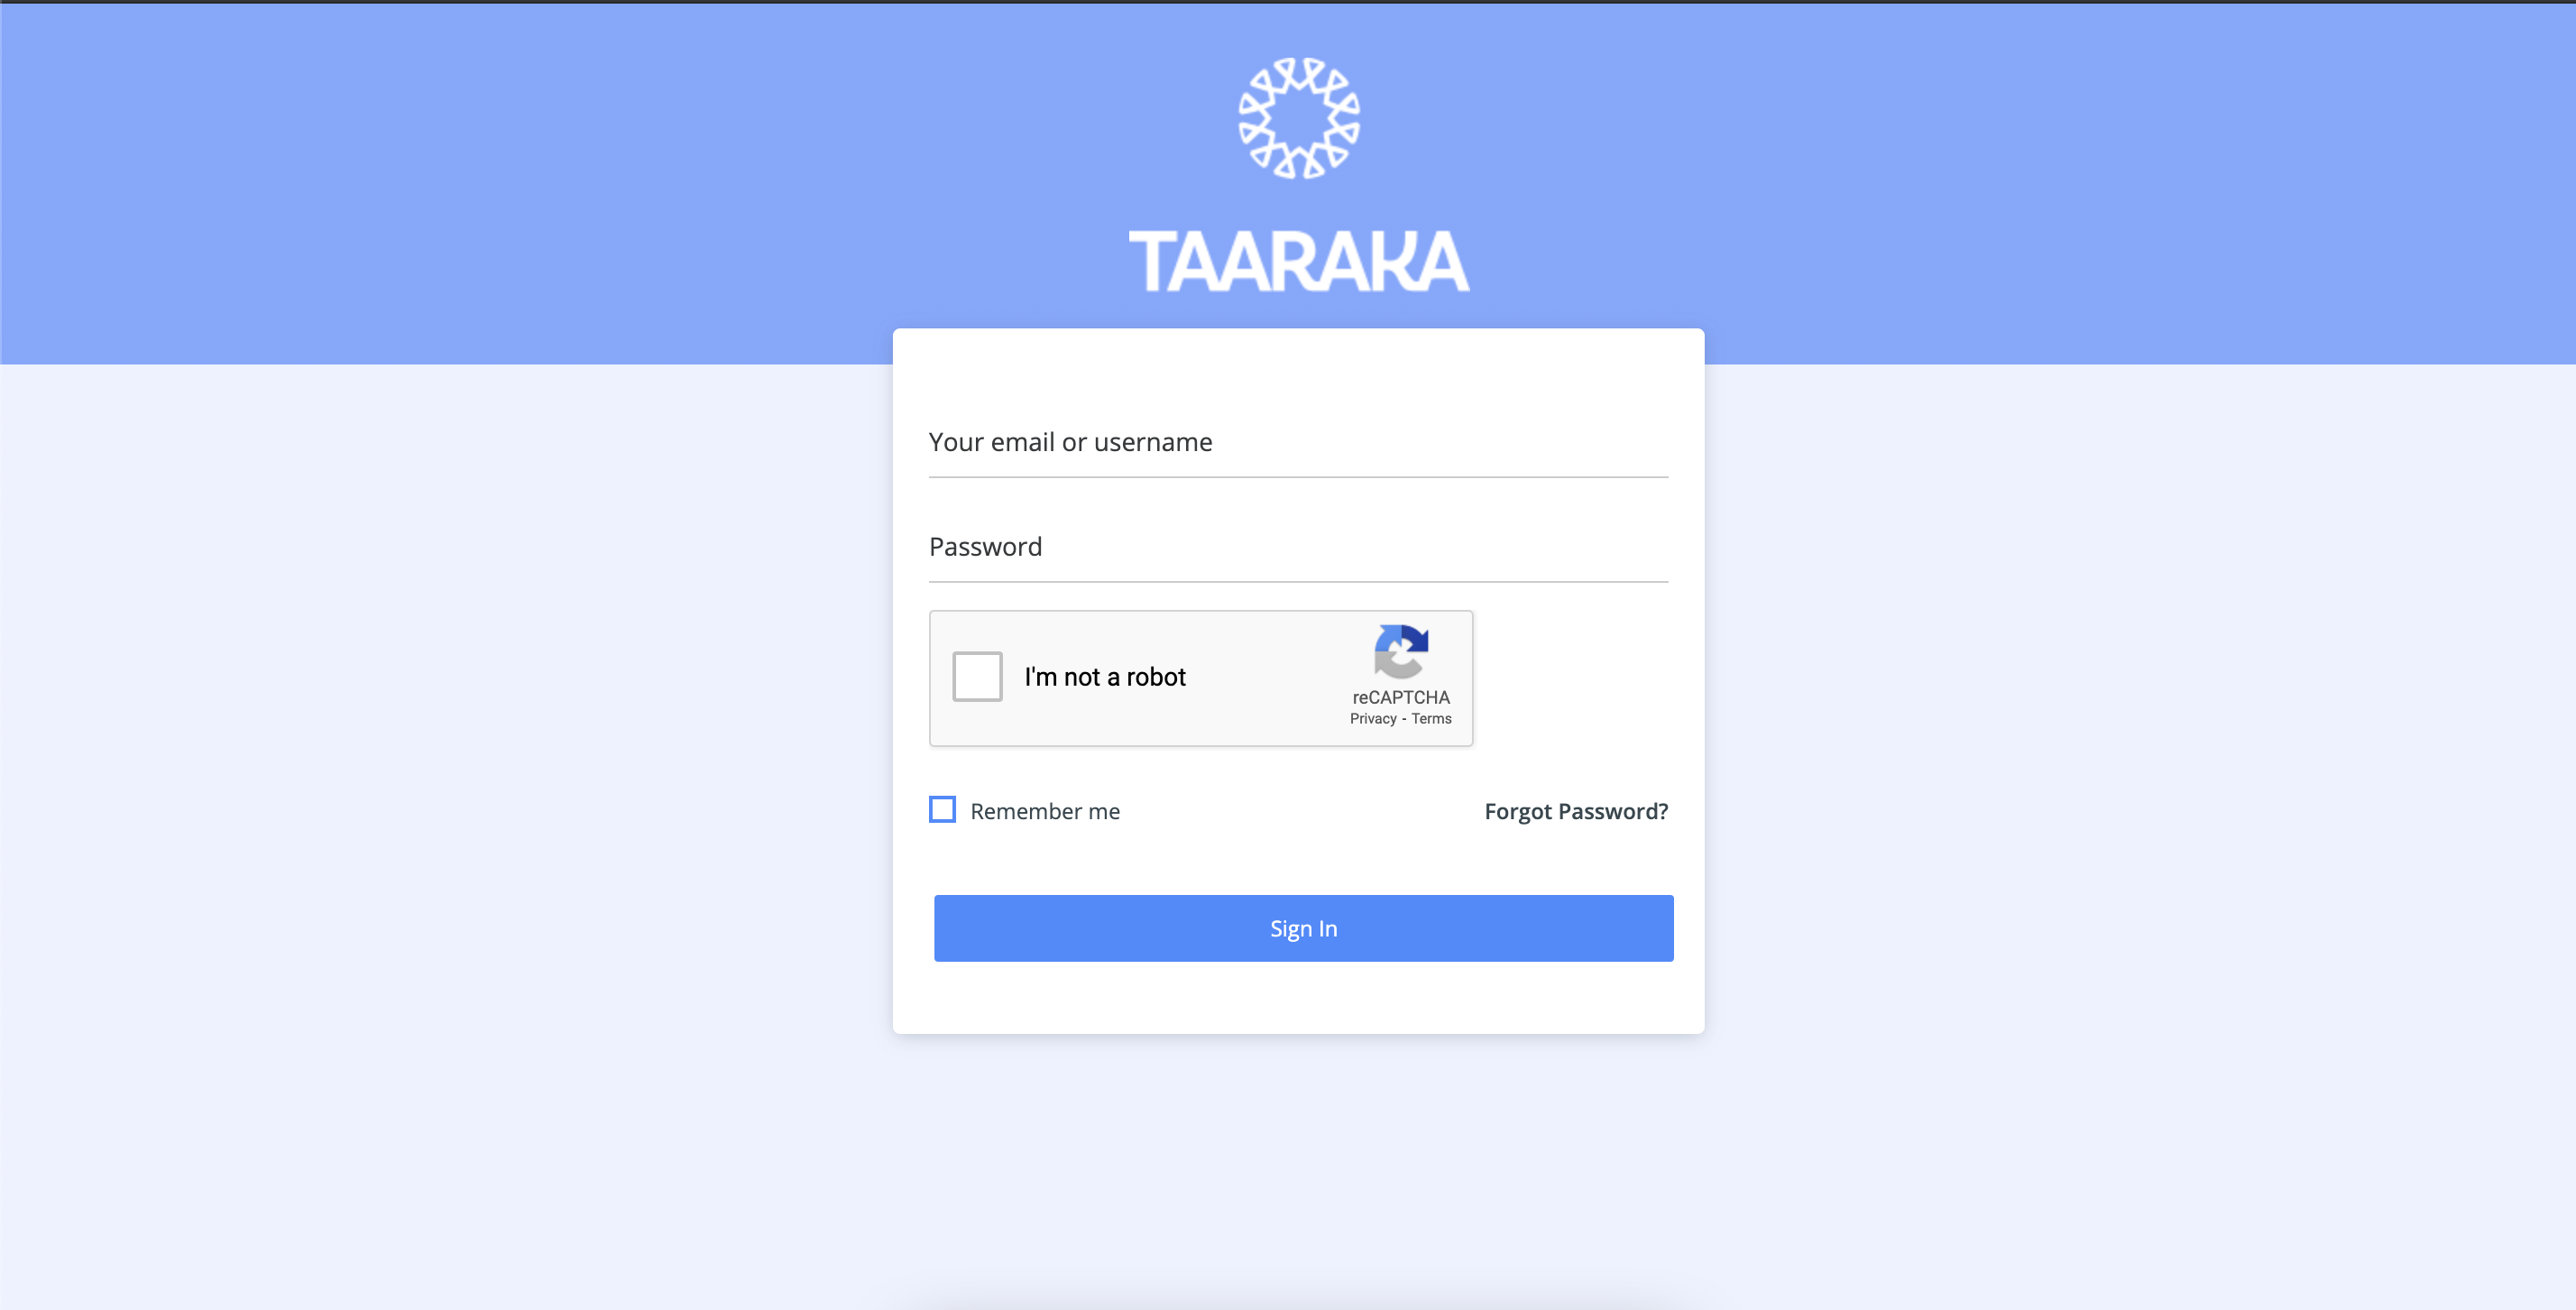 TAARAKA
Your email or username
Password
I'm not a robot
reCAPTCHA
Privacy - Terms
Remember me
Forgot Password?
Sign In